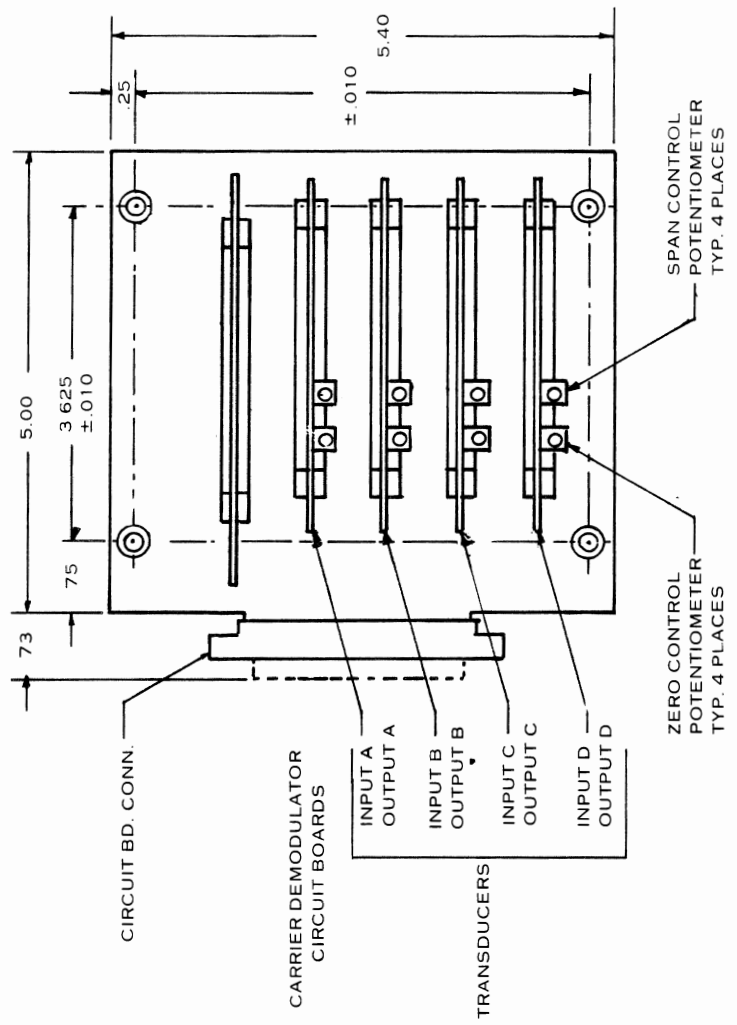 5.00
3 625
±.010
75
73
.25
±.010
5.40
CIRCUIT BD. CONN.
CARRIER DEMODULATOR
CIRCUIT BOARDS
TRANSDUCERS
INPUT A
OUTPUT A
INPUT B
OUTPUT B
INPUT C
OUTPUT C
INPUT D
OUTPUT D
ZERO CONTROL
POTENTIOMETER
TYP. 4 PLACES
SPAN CONTROL
POTENTIOMETER
TYP. 4 PLACES